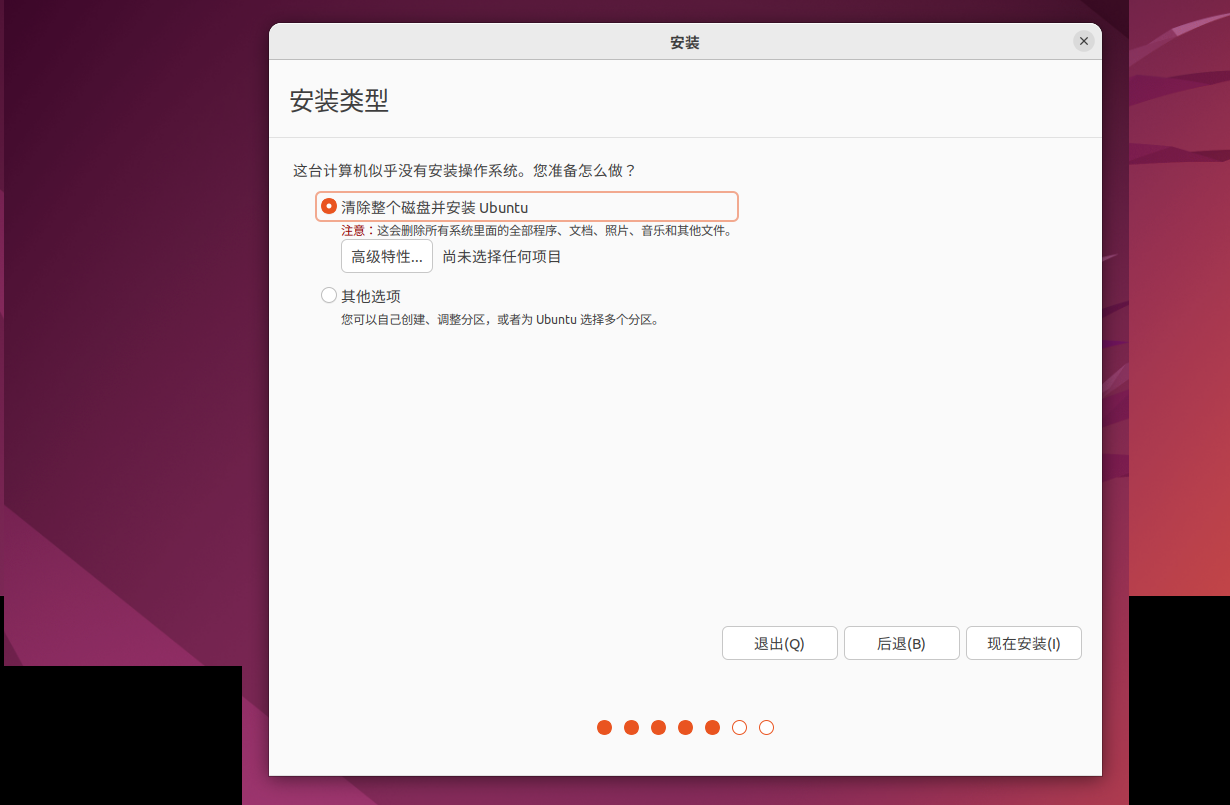 安装
安装类型
这台计算机似乎没有安装操作系统。您准备怎么做？
清除整个磁盘并安装 Ubuntu
注意：这会删除所有系统里面的全部程序、文档、照片、音乐和其他文件。
高级特性... 尚未选择任何项目
其他选项
您可以自己创建、调整分区，或者为 Ubuntu 选择多个分区。
退出(Q) 后退(B) 现在安装(I)